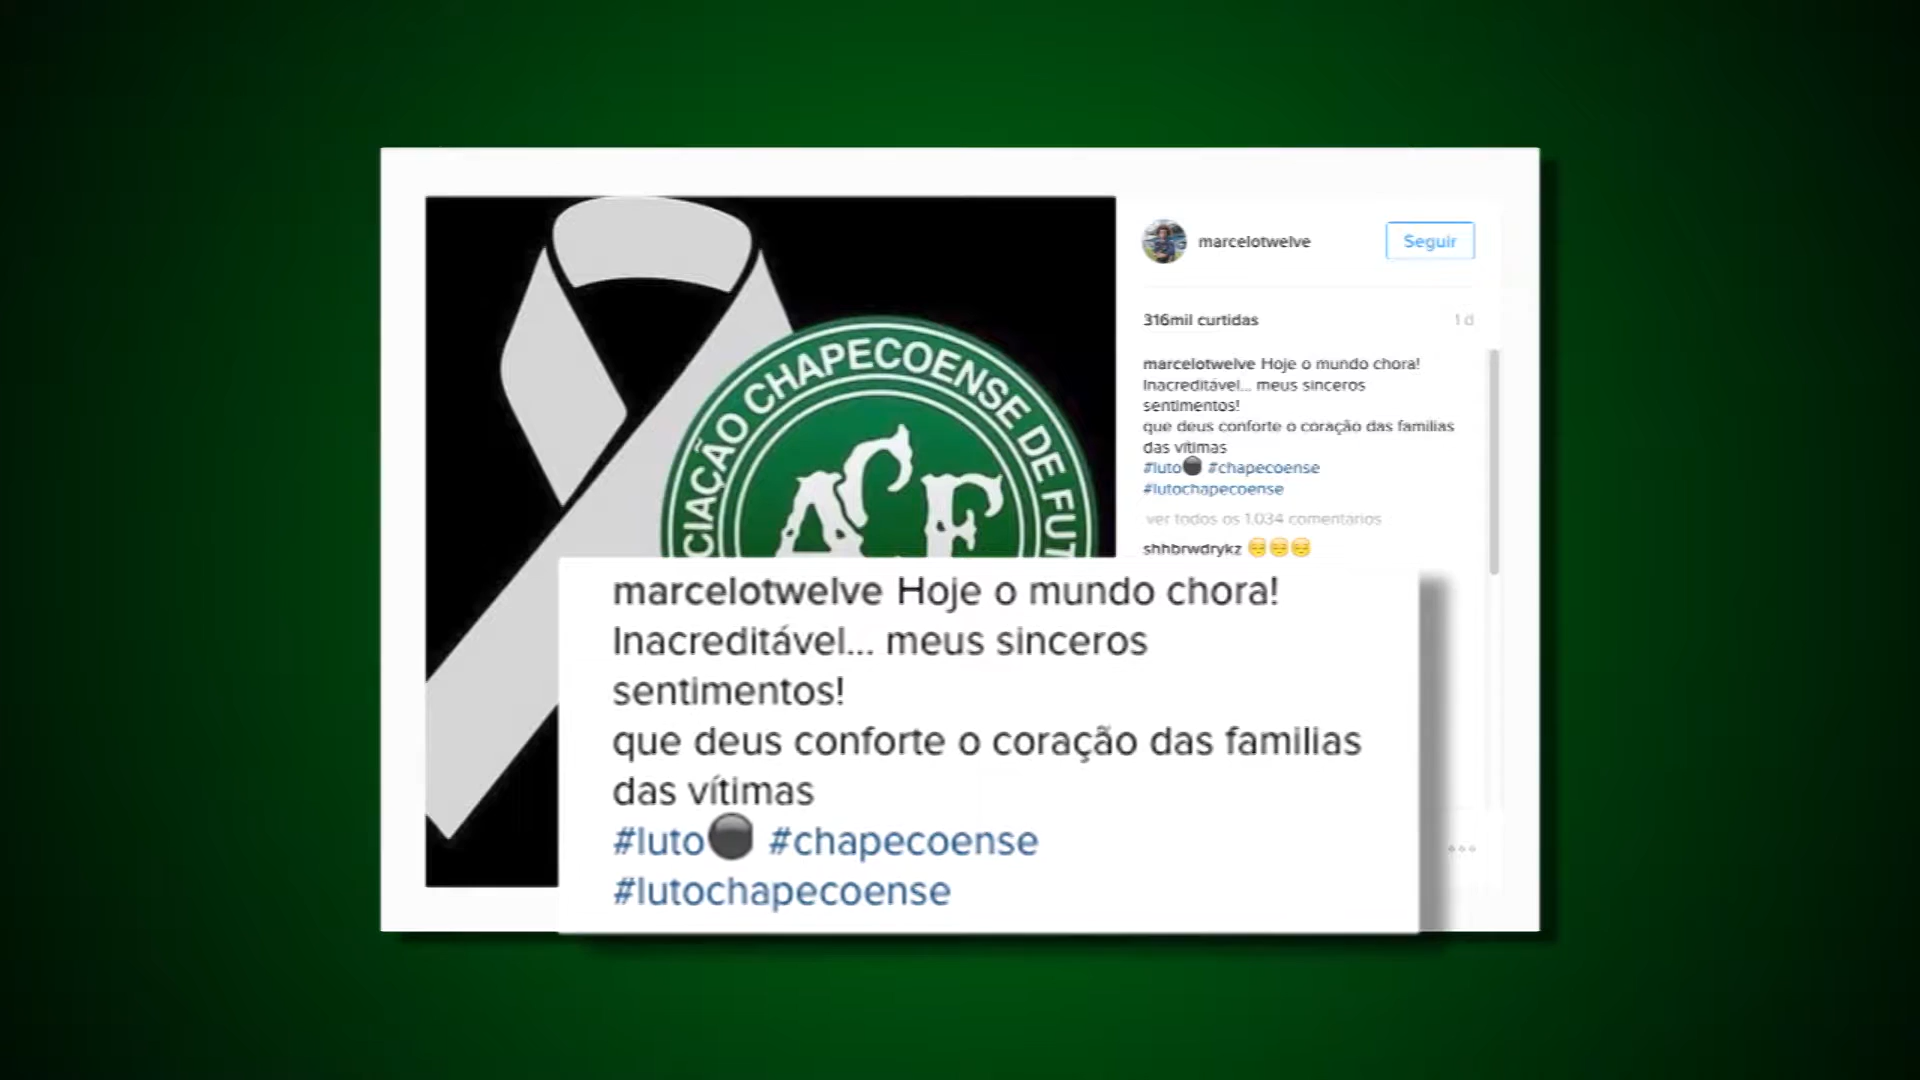 ASSOCIAÇÃO CHAPECOENSE DE FUT
ACF
marcelotwelve
Seguir
316mil curtidas
1 d
marcelotwelve Hoje o mundo chora!
Inacreditável... meus sinceros
sentimentos!
que deus conforte o coração das familias
das vítimas
#luto⚫ #chapecoense
#lutochapecoense
ver todos os 1.034 comentarios
shhbrwdrykz 😔😔😔
marcelotwelve Hoje o mundo chora!
Inacreditável... meus sinceros
sentimentos!
que deus conforte o coração das familias
das vítimas
#luto⚫ #chapecoense
#lutochapecoense